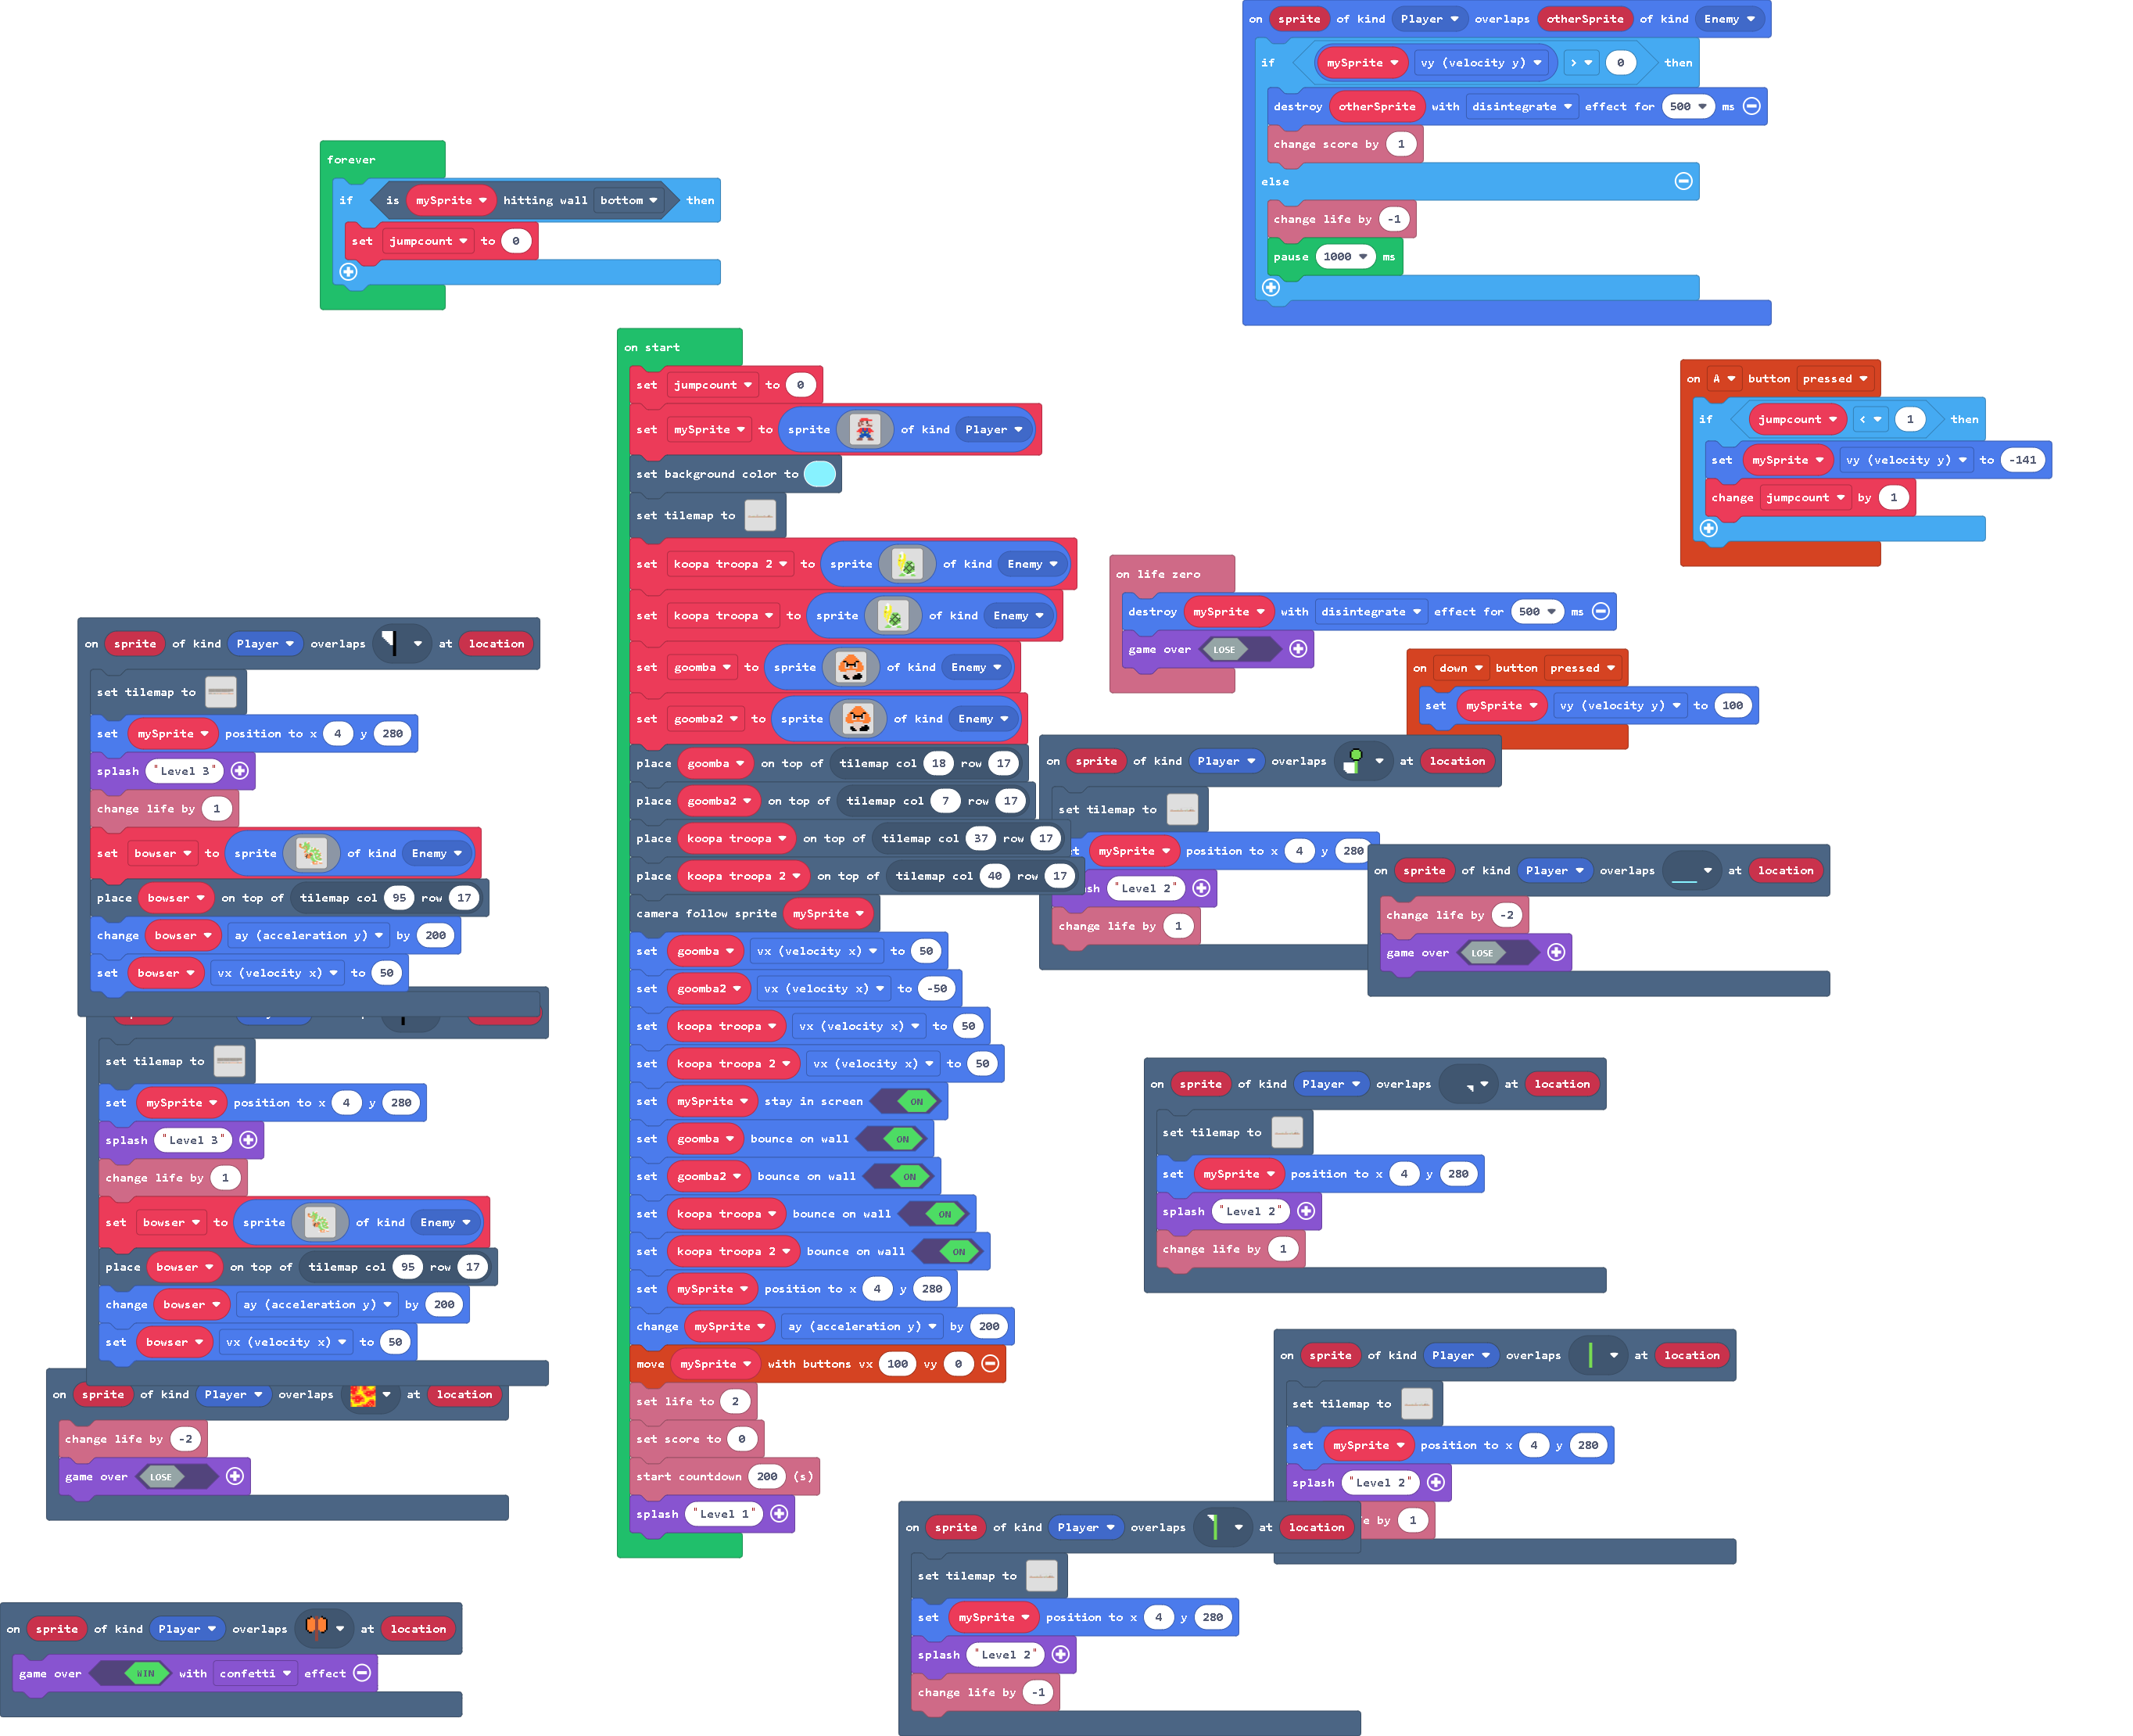 on sprite of kind Player overlaps otherSprite of kind Enemy
if mySprite vy (velocity y) > 0 then
destroy otherSprite with disintegrate effect for 500 ms
change score by 1
else
change life by -1
pause 1000 ms
forever
if is mySprite hitting wall bottom then
set jumpcount to 0
on start
set jumpcount to 0
set mySprite to sprite of kind Player
set background color to
set tilemap to
set koopa troopa 2 to sprite of kind Enemy
set koopa troopa to sprite of kind Enemy
set goomba to sprite of kind Enemy
set goomba2 to sprite of kind Enemy
place goomba on top of tilemap col 18 row 17
place goomba2 on top of tilemap col 7 row 17
place koopa troopa on top of tilemap col 37 row 17
place koopa troopa 2 on top of tilemap col 40 row 17
camera follow sprite mySprite
set goomba vx (velocity x) to 50
set goomba2 vx (velocity x) to -50
set koopa troopa vx (velocity x) to 50
set koopa troopa 2 vx (velocity x) to 50
set mySprite stay in screen ON
set goomba bounce on wall ON
set goomba2 bounce on wall ON
set koopa troopa bounce on wall ON
set koopa troopa 2 bounce on wall ON
set mySprite position to x 4 y 280
change mySprite ay (acceleration y) by 200
move mySprite with buttons vx 100 vy 0
set life to 2
set score to 0
start countdown 200 (s)
splash "Level 1"
on A button pressed
if jumpcount < 1 then
set mySprite vy (velocity y) to -141
change jumpcount by 1
on life zero
destroy mySprite with disintegrate effect for 500 ms
game over LOSE
on down button pressed
set mySprite vy (velocity y) to 100
on sprite of kind Player overlaps at location
set tilemap to
set mySprite position to x 4 y 280
splash "Level 3"
change life by 1
set bowser to sprite of kind Enemy
place bowser on top of tilemap col 95 row 17
change bowser ay (acceleration y) by 200
set bowser vx (velocity x) to 50
set tilemap to
set mySprite position to x 4 y 280
splash "Level 3"
change life by 1
set bowser to sprite of kind Enemy
place bowser on top of tilemap col 95 row 17
change bowser ay (acceleration y) by 200
set bowser vx (velocity x) to 50
on sprite of kind Player overlaps at location
change life by -2
game over LOSE
on sprite of kind Player overlaps at location
game over WIN with confetti effect
on sprite of kind Player overlaps at location
set tilemap to
mySprite position to x 4 y 280
"Level 2"
change life by 1
on sprite of kind Player overlaps at location
change life by -2
game over LOSE
on sprite of kind Player overlaps at location
set tilemap to
set mySprite position to x 4 y 280
splash "Level 2"
change life by 1
on sprite of kind Player overlaps at location
set tilemap to
set mySprite position to x 4 y 280
splash "Level 2"
by 1
on sprite of kind Player overlaps at location
set tilemap to
set mySprite position to x 4 y 280
splash "Level 2"
change life by -1